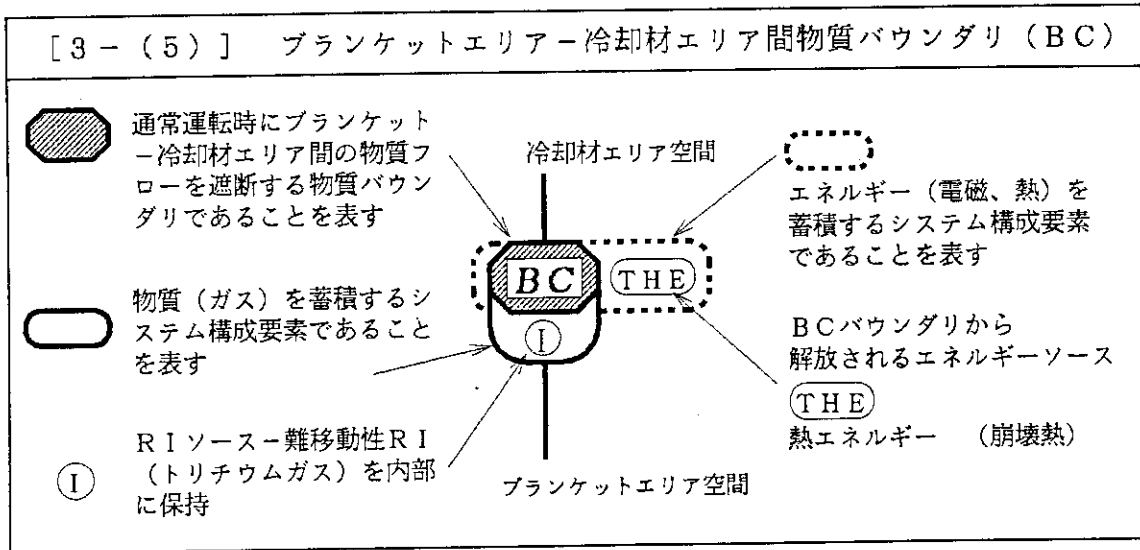 [3-(5)] ブランケットエリア-冷却材エリア間物質バウンダリ(BC)
通常運転時にブランケット
-冷却材エリア間の物質フ
ローを遮断する物質バウン
ダリであることを表す
物質(ガス)を蓄積するシ
ステム構成要素であること
を表す
Ⓘ
RIソース-難移動性RI
(トリチウムガス)を内部
に保持
冷却材エリア空間
BC
THE
Ⓘ
ブランケットエリア空間
エネルギー(電磁、熱)を
蓄積するシステム構成要素
であることを表す
BCバウンダリから
解放されるエネルギーソース
THE
熱エネルギー (崩壊熱)